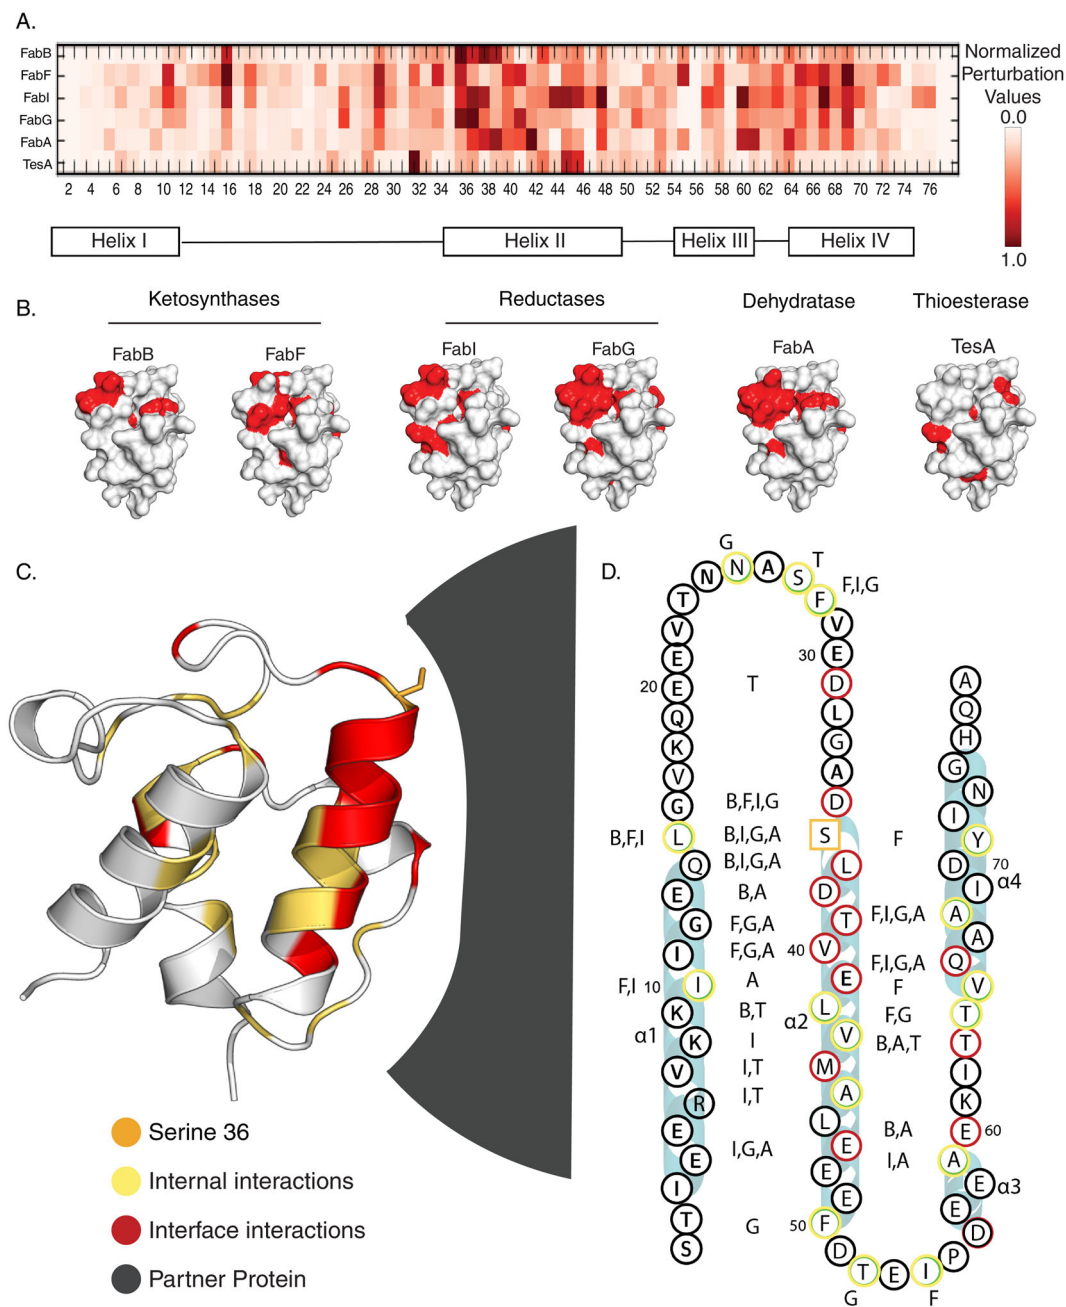 A.
FabB
FabF
FabI
FabG
FabA
TesA
2 4 6 8 10 12 14 16 18 20 22 24 26 28 30 32 34 36 38 40 42 44 46 48 50 52 54 56 58 60 62 64 66 68 70 72 74 76
Normalized
Perturbation
Values
0.0
1.0
Helix I
Helix II
Helix III
Helix IV
B.
Ketosynthases
Reductases
Dehydratase
Thioesterase
FabB
FabF
FabI
FabG
FabA
TesA
C.
Serine 36
Internal interactions
Interface interactions
Partner Protein
D.
G
T
F,I,G
N
N
A
S
F
T
V
E
E
Q
K
V
G
L
Q
E
G
I
I
K
K
V
R
E
E
I
T
S
20
B,F,I
F,I
10
α1
T
B,F,I,G
B,I,G,A
B,I,G,A
B,A
F,G,A
F,G,A
A
B,T
I
I,T
I,T
I,G,A
G
V
30
E
D
L
G
A
D
S
L
D
T
40
V
E
L
α2
V
M
A
L
E
E
E
50
F
D
T
E
I
P
D
G
F
F
F,I,G,A
F,I,G,A
F
F,G
B,A,T
B,A
I,A
A
Q
H
G
N
I
Y
D
70
I
α4
A
A
Q
V
T
T
I
K
E
60
A
E
α3
E